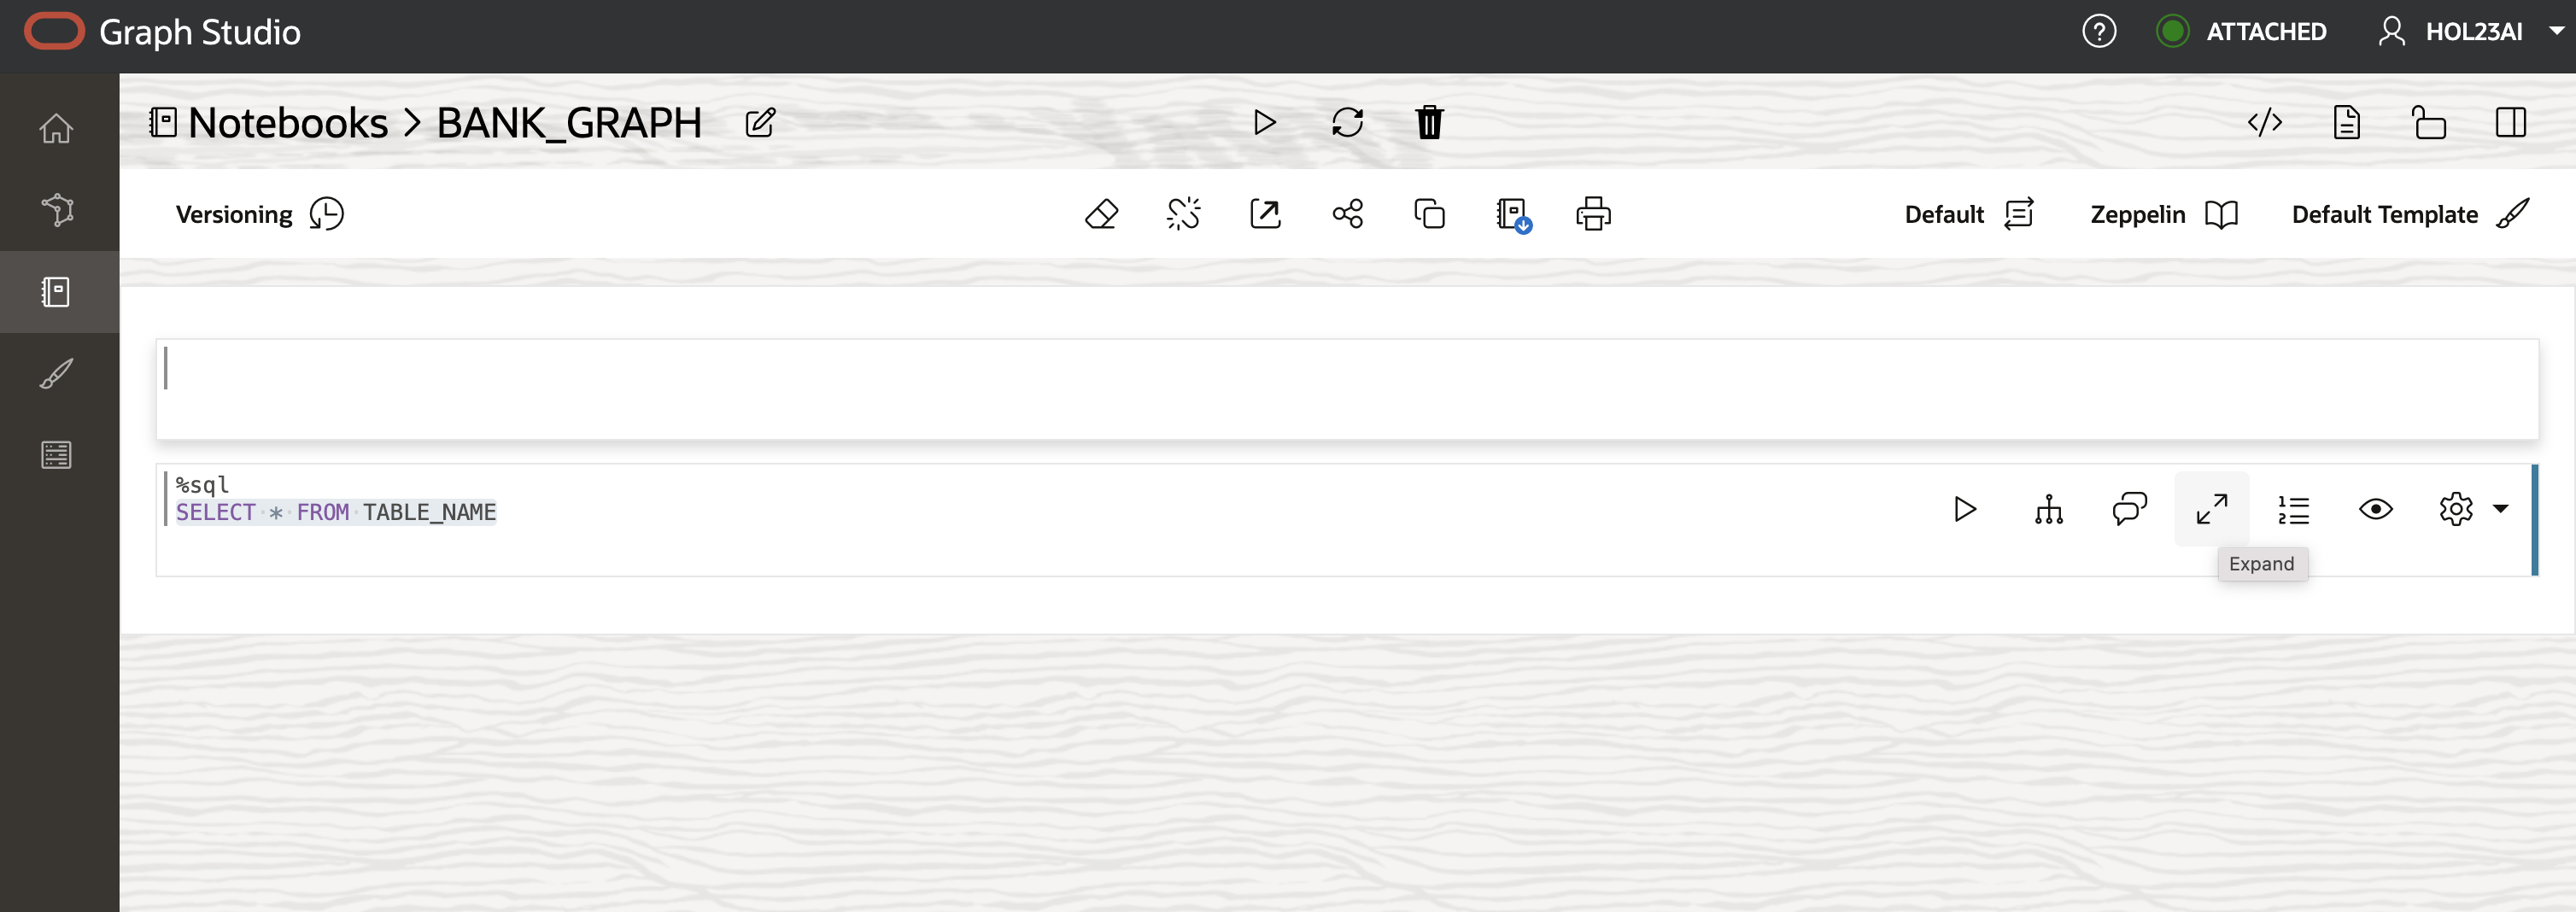 Graph Studio
ATTACHED
HOL23AI
Notebooks > BANK_GRAPH
Versioning
Default
Zeppelin
Default Template
%sql
SELECT * FROM TABLE_NAME
Expand